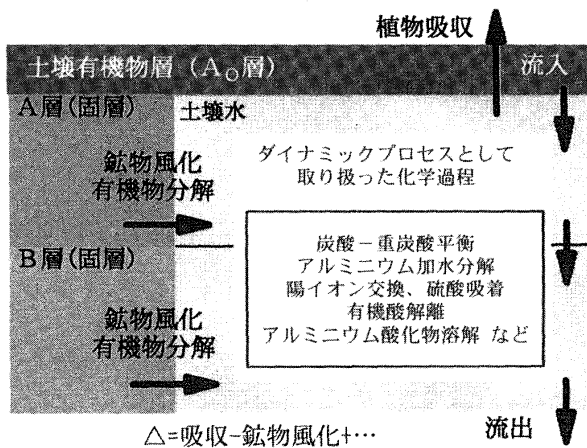 植物吸収
土壌有機物層(A₀層)
流入
A層(固層)
土壌水
鉱物風化
有機物分解
ダイナミックプロセスとして
取り扱った化学過程
B層(固層)
炭酸-重炭酸平衡
アルミニウム加水分解
陽イオン交換、硫酸吸着
有機酸解離
アルミニウム酸化物溶解 など
鉱物風化
有機物分解
△=吸収-鉱物風化+…
流出